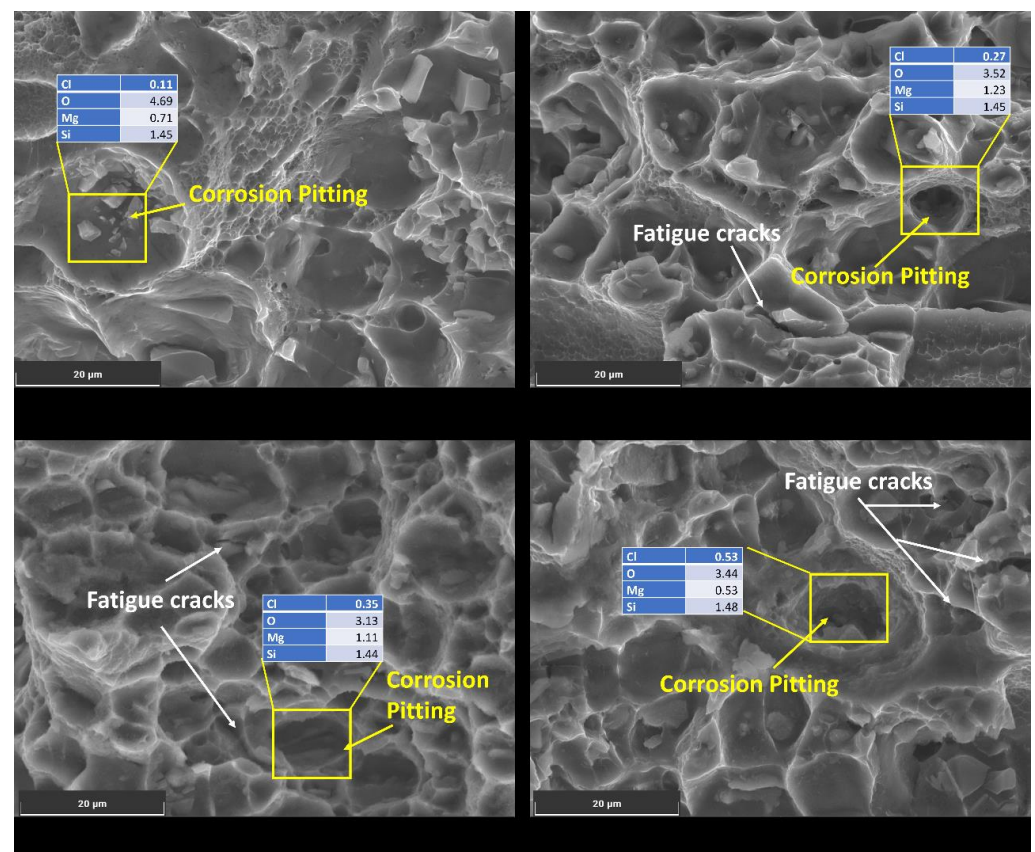 Cl 0.11
O 4.69
Mg 0.71
Si 1.45
Corrosion Pitting
20 µm
Cl 0.27
O 3.52
Mg 1.23
Si 1.45
Fatigue cracks
Corrosion Pitting
20 µm
Fatigue cracks
Cl 0.35
O 3.13
Mg 1.11
Si 1.44
Corrosion
Pitting
20 µm
Fatigue cracks
Cl 0.53
O 3.44
Mg 0.53
Si 1.48
Corrosion Pitting
20 µm